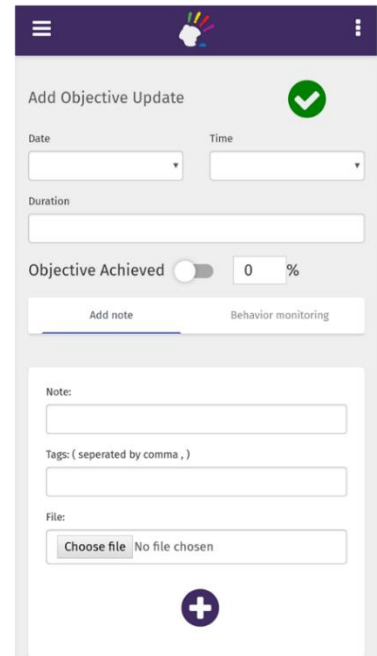 Add Objective Update
Date Time
Duration
Objective Achieved 0 %
Add note Behavior monitoring
Note:
Tags: ( seperated by comma , )
File:
Choose file No file chosen